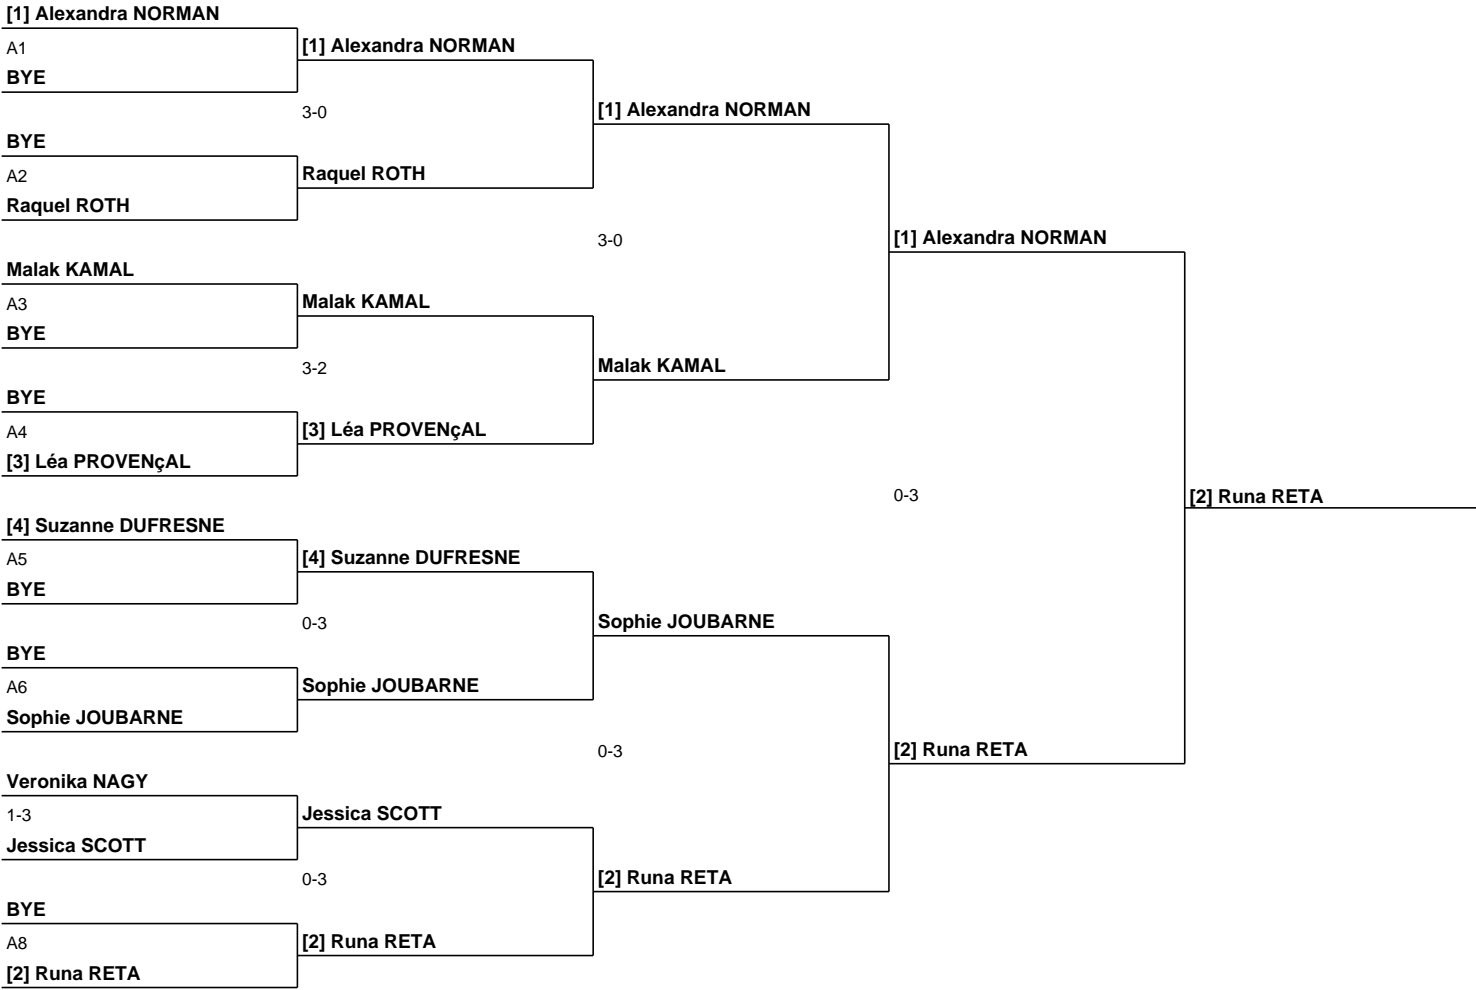 [1] Alexandra NORMAN
A1
BYE
BYE
A2
Raquel ROTH
Malak KAMAL
A3
BYE
BYE
A4
[3] Léa PROVENçAL
[4] Suzanne DUFRESNE
A5
BYE
BYE
A6
Sophie JOUBARNE
Veronika NAGY
1-3
Jessica SCOTT
BYE
A8
[2] Runa RETA
[1] Alexandra NORMAN
3-0
Raquel ROTH
Malak KAMAL
3-2
[3] Léa PROVENçAL
[4] Suzanne DUFRESNE
0-3
Sophie JOUBARNE
Jessica SCOTT
0-3
[2] Runa RETA
[1] Alexandra NORMAN
3-0
Malak KAMAL
Sophie JOUBARNE
0-3
[2] Runa RETA
[1] Alexandra NORMAN
0-3
[2] Runa RETA
[2] Runa RETA